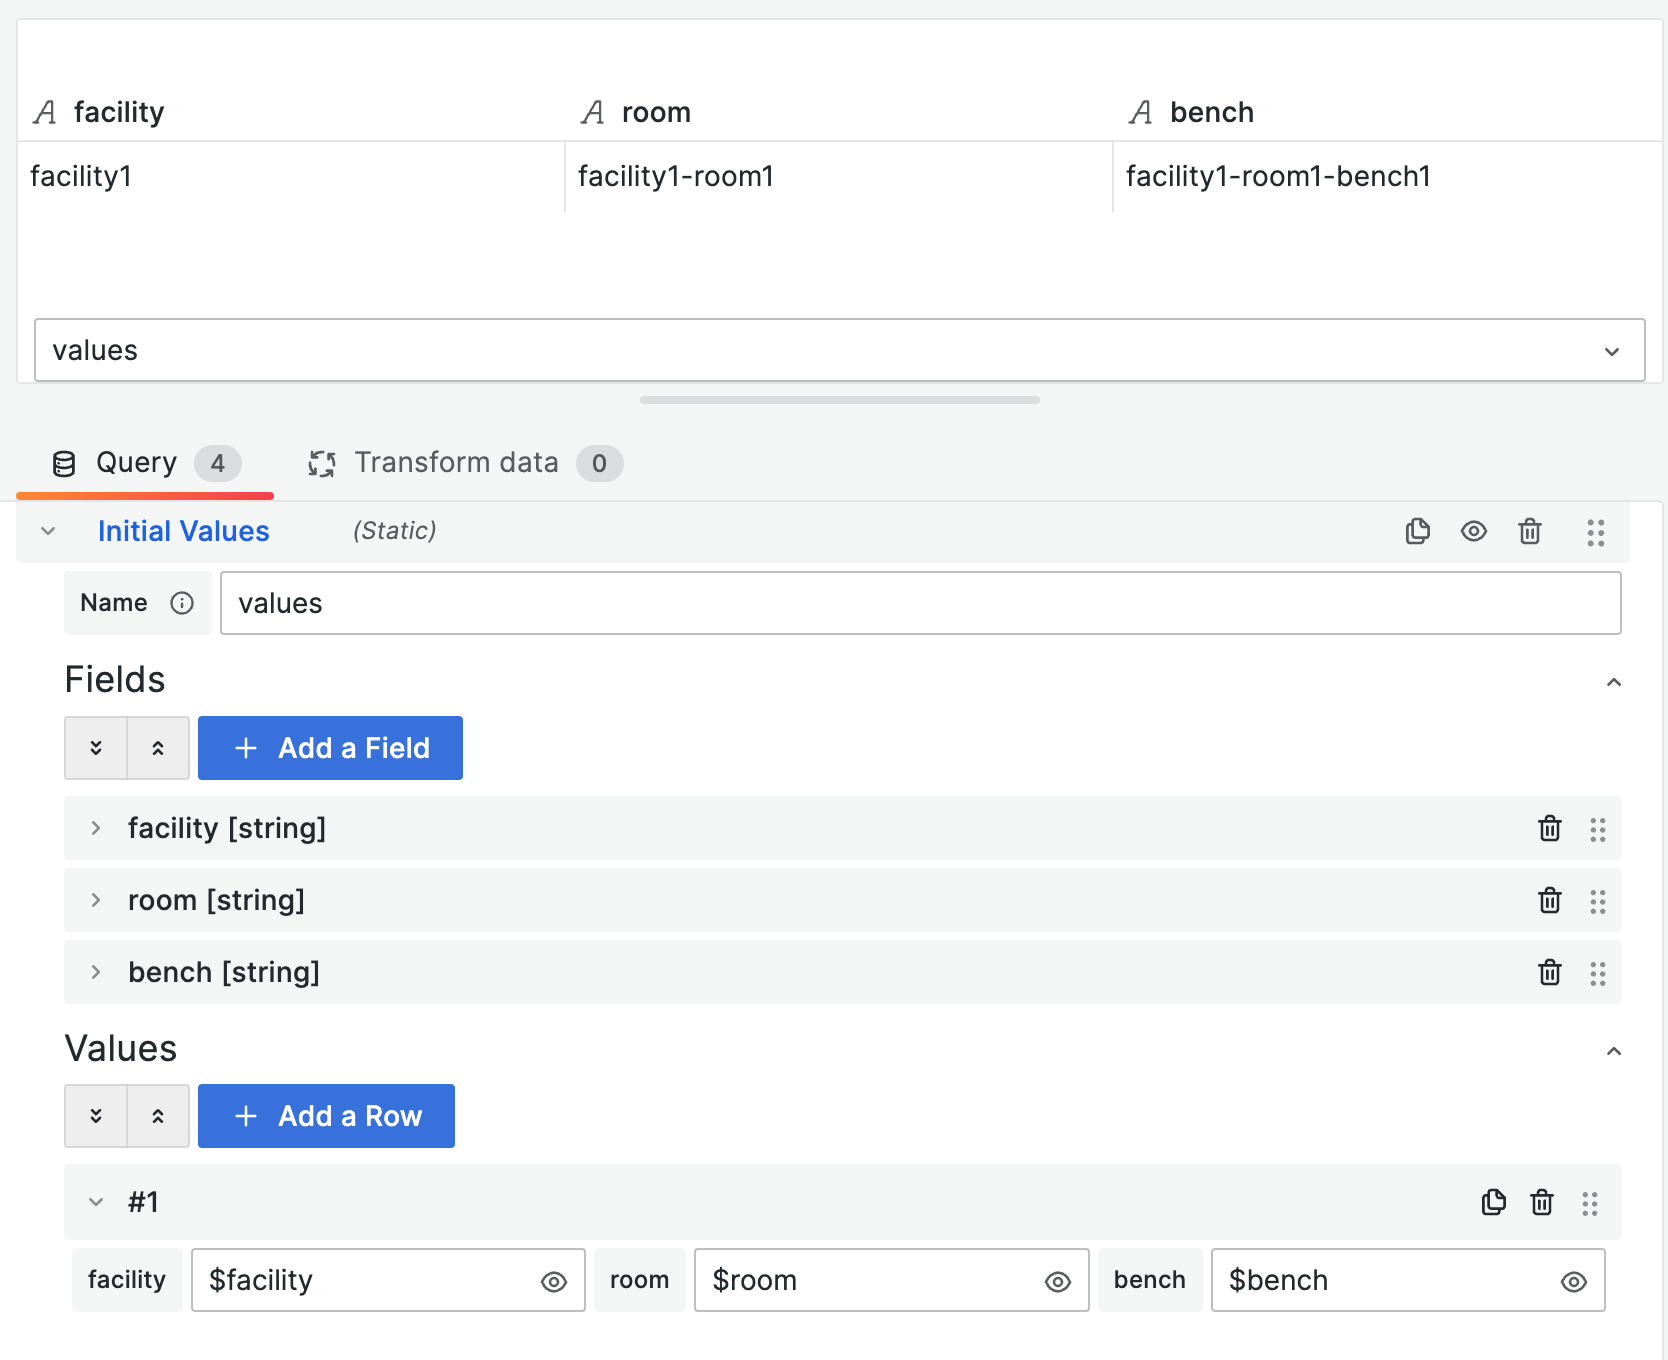 facility room bench
facility1 facility1-room1 facility1-room1-bench1
values
Query 4 Transform data 0
Initial Values (Static)
Name values
Fields
Add a Field
facility [string]
room [string]
bench [string]
Values
Add a Row
#1
facility $facility room $room bench $bench